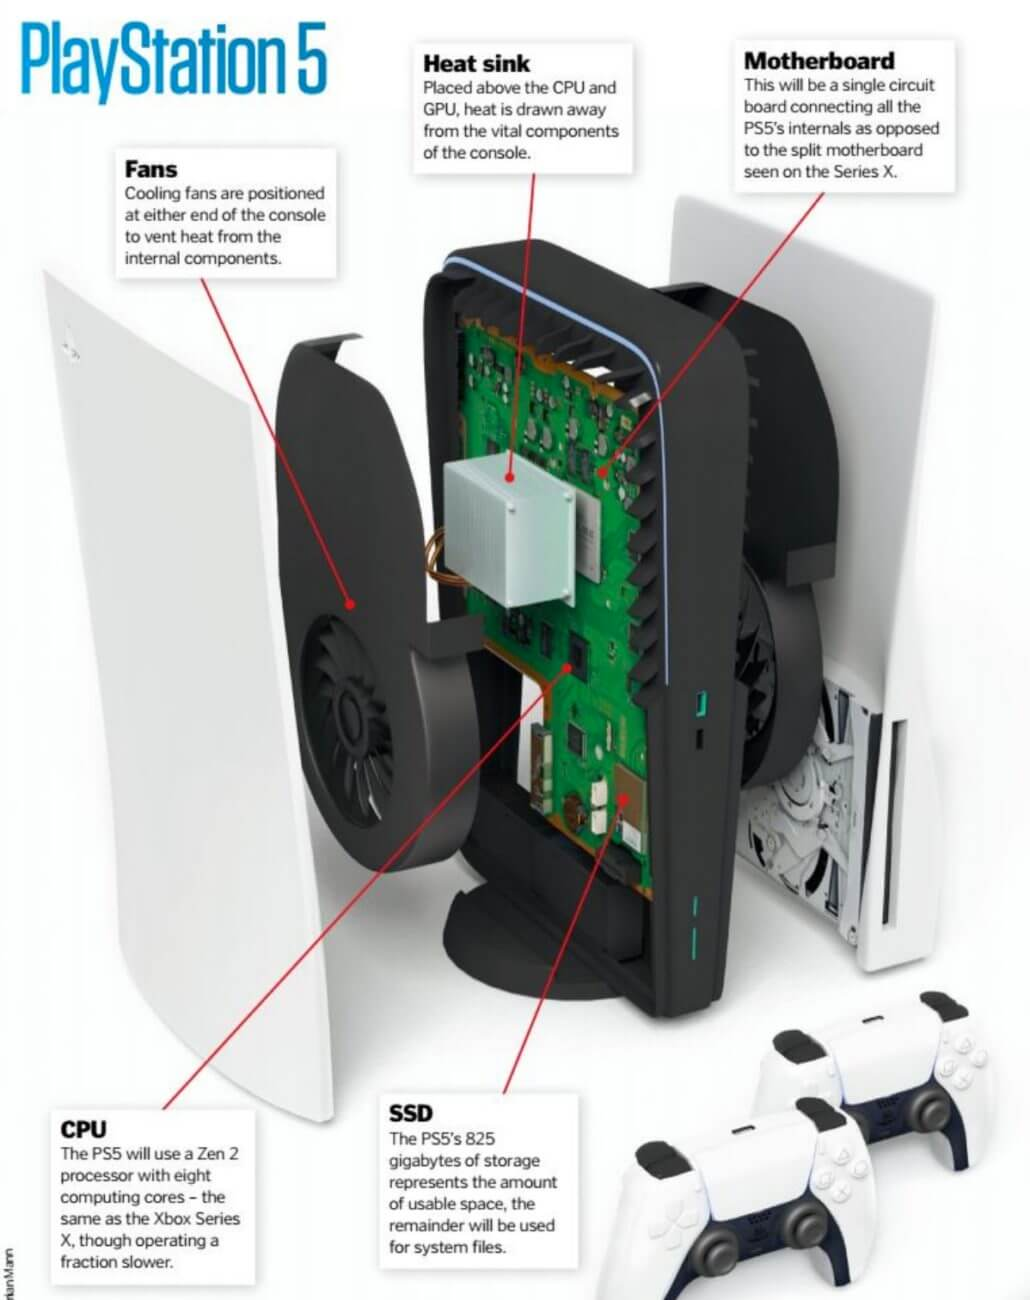 PlayStation 5
Heat sink
Placed above the CPU and
GPU, heat is drawn away
from the vital components
of the console.
Motherboard
This will be a single circuit
board connecting all the
PS5's internals as opposed
to the split motherboard
seen on the Series X.
Fans
Cooling fans are positioned
at either end of the console
to vent heat from the
internal components.
CPU
The PS5 will use a Zen 2
processor with eight
computing cores – the
same as the Xbox Series
X, though operating a
fraction slower.
SSD
The PS5's 825
gigabytes of storage
represents the amount
of usable space, the
remainder will be used
for system files.
Mann